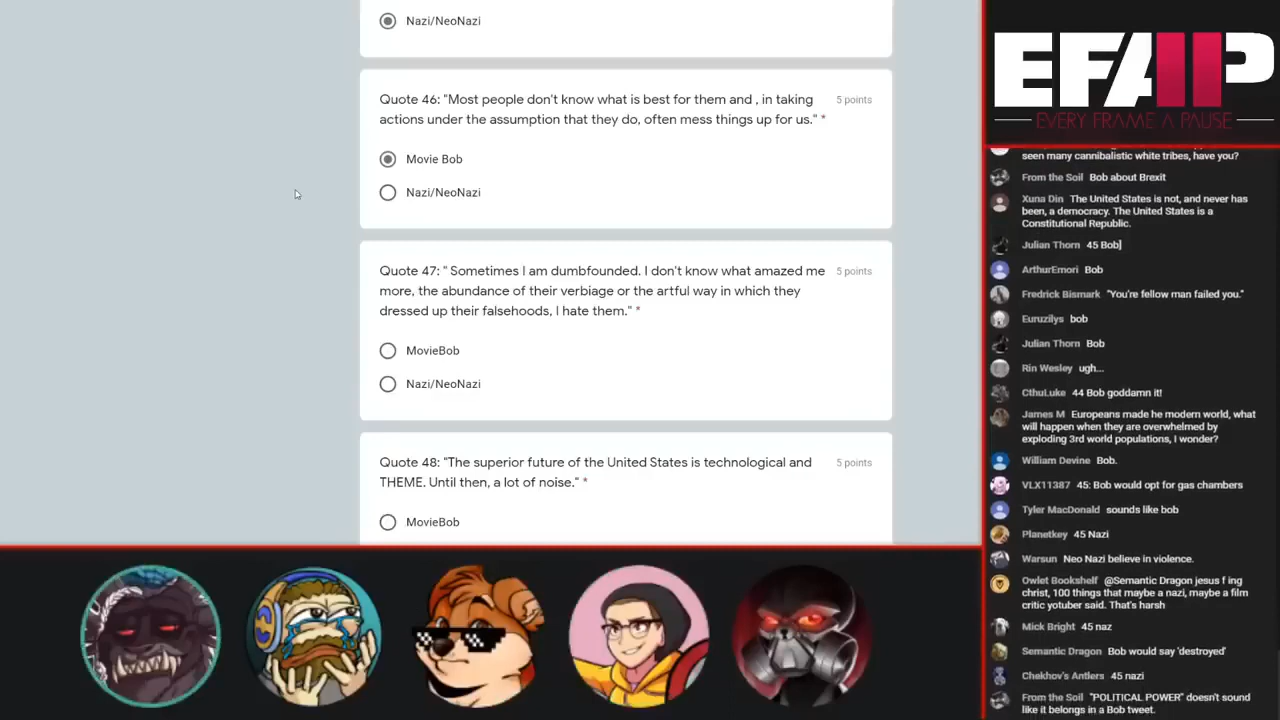 Nazi/NeoNazi
Quote 46: "Most people don't know what is best for them and , in taking
actions under the assumption that they do, often mess things up for us." *
5 points
Movie Bob
Nazi/NeoNazi
Quote 47: " Sometimes I am dumbfounded. I don't know what amazed me
more, the abundance of their verbiage or the artful way in which they
dressed up their falsehoods, I hate them." *
5 points
MovieBob
Nazi/NeoNazi
Quote 48: "The superior future of the United States is technological and
THEME. Until then, a lot of noise." *
5 points
MovieBob
EFAP
EVERY FRAME A PAUSE
seen many cannibalistic white tribes, have you?
From the Soil Bob about Brexit
Xuna Din The United States is not, and never has
been, a democracy. The United States is a
Constitutional Republic.
Julian Thorn 45 Bob]
ArthurEmori Bob
Fredrick Bismark "You're fellow man failed you."
Euruzilys bob
Julian Thorn Bob
Rin Wesley ugh...
CthuLuke 44 Bob goddamn it!
James M Europeans made he modern world, what
will happen when they are overwhelmed by
exploding 3rd world populations, I wonder?
William Devine Bob.
VLX11387 45: Bob would opt for gas chambers
Tyler MacDonald sounds like bob
Planetkey 45 Nazi
Warsun Neo Nazi believe in violence.
Owlet Bookshelf @Semantic Dragon jesus f ing
christ, 100 things that maybe a nazi, maybe a film
critic yotuber said. That's harsh
Mick Bright 45 naz
Semantic Dragon Bob would say 'destroyed'
Chekhov's Antlers 45 nazi
From the Soil "POLITICAL POWER" doesn't sound
like it belongs in a Bob tweet.